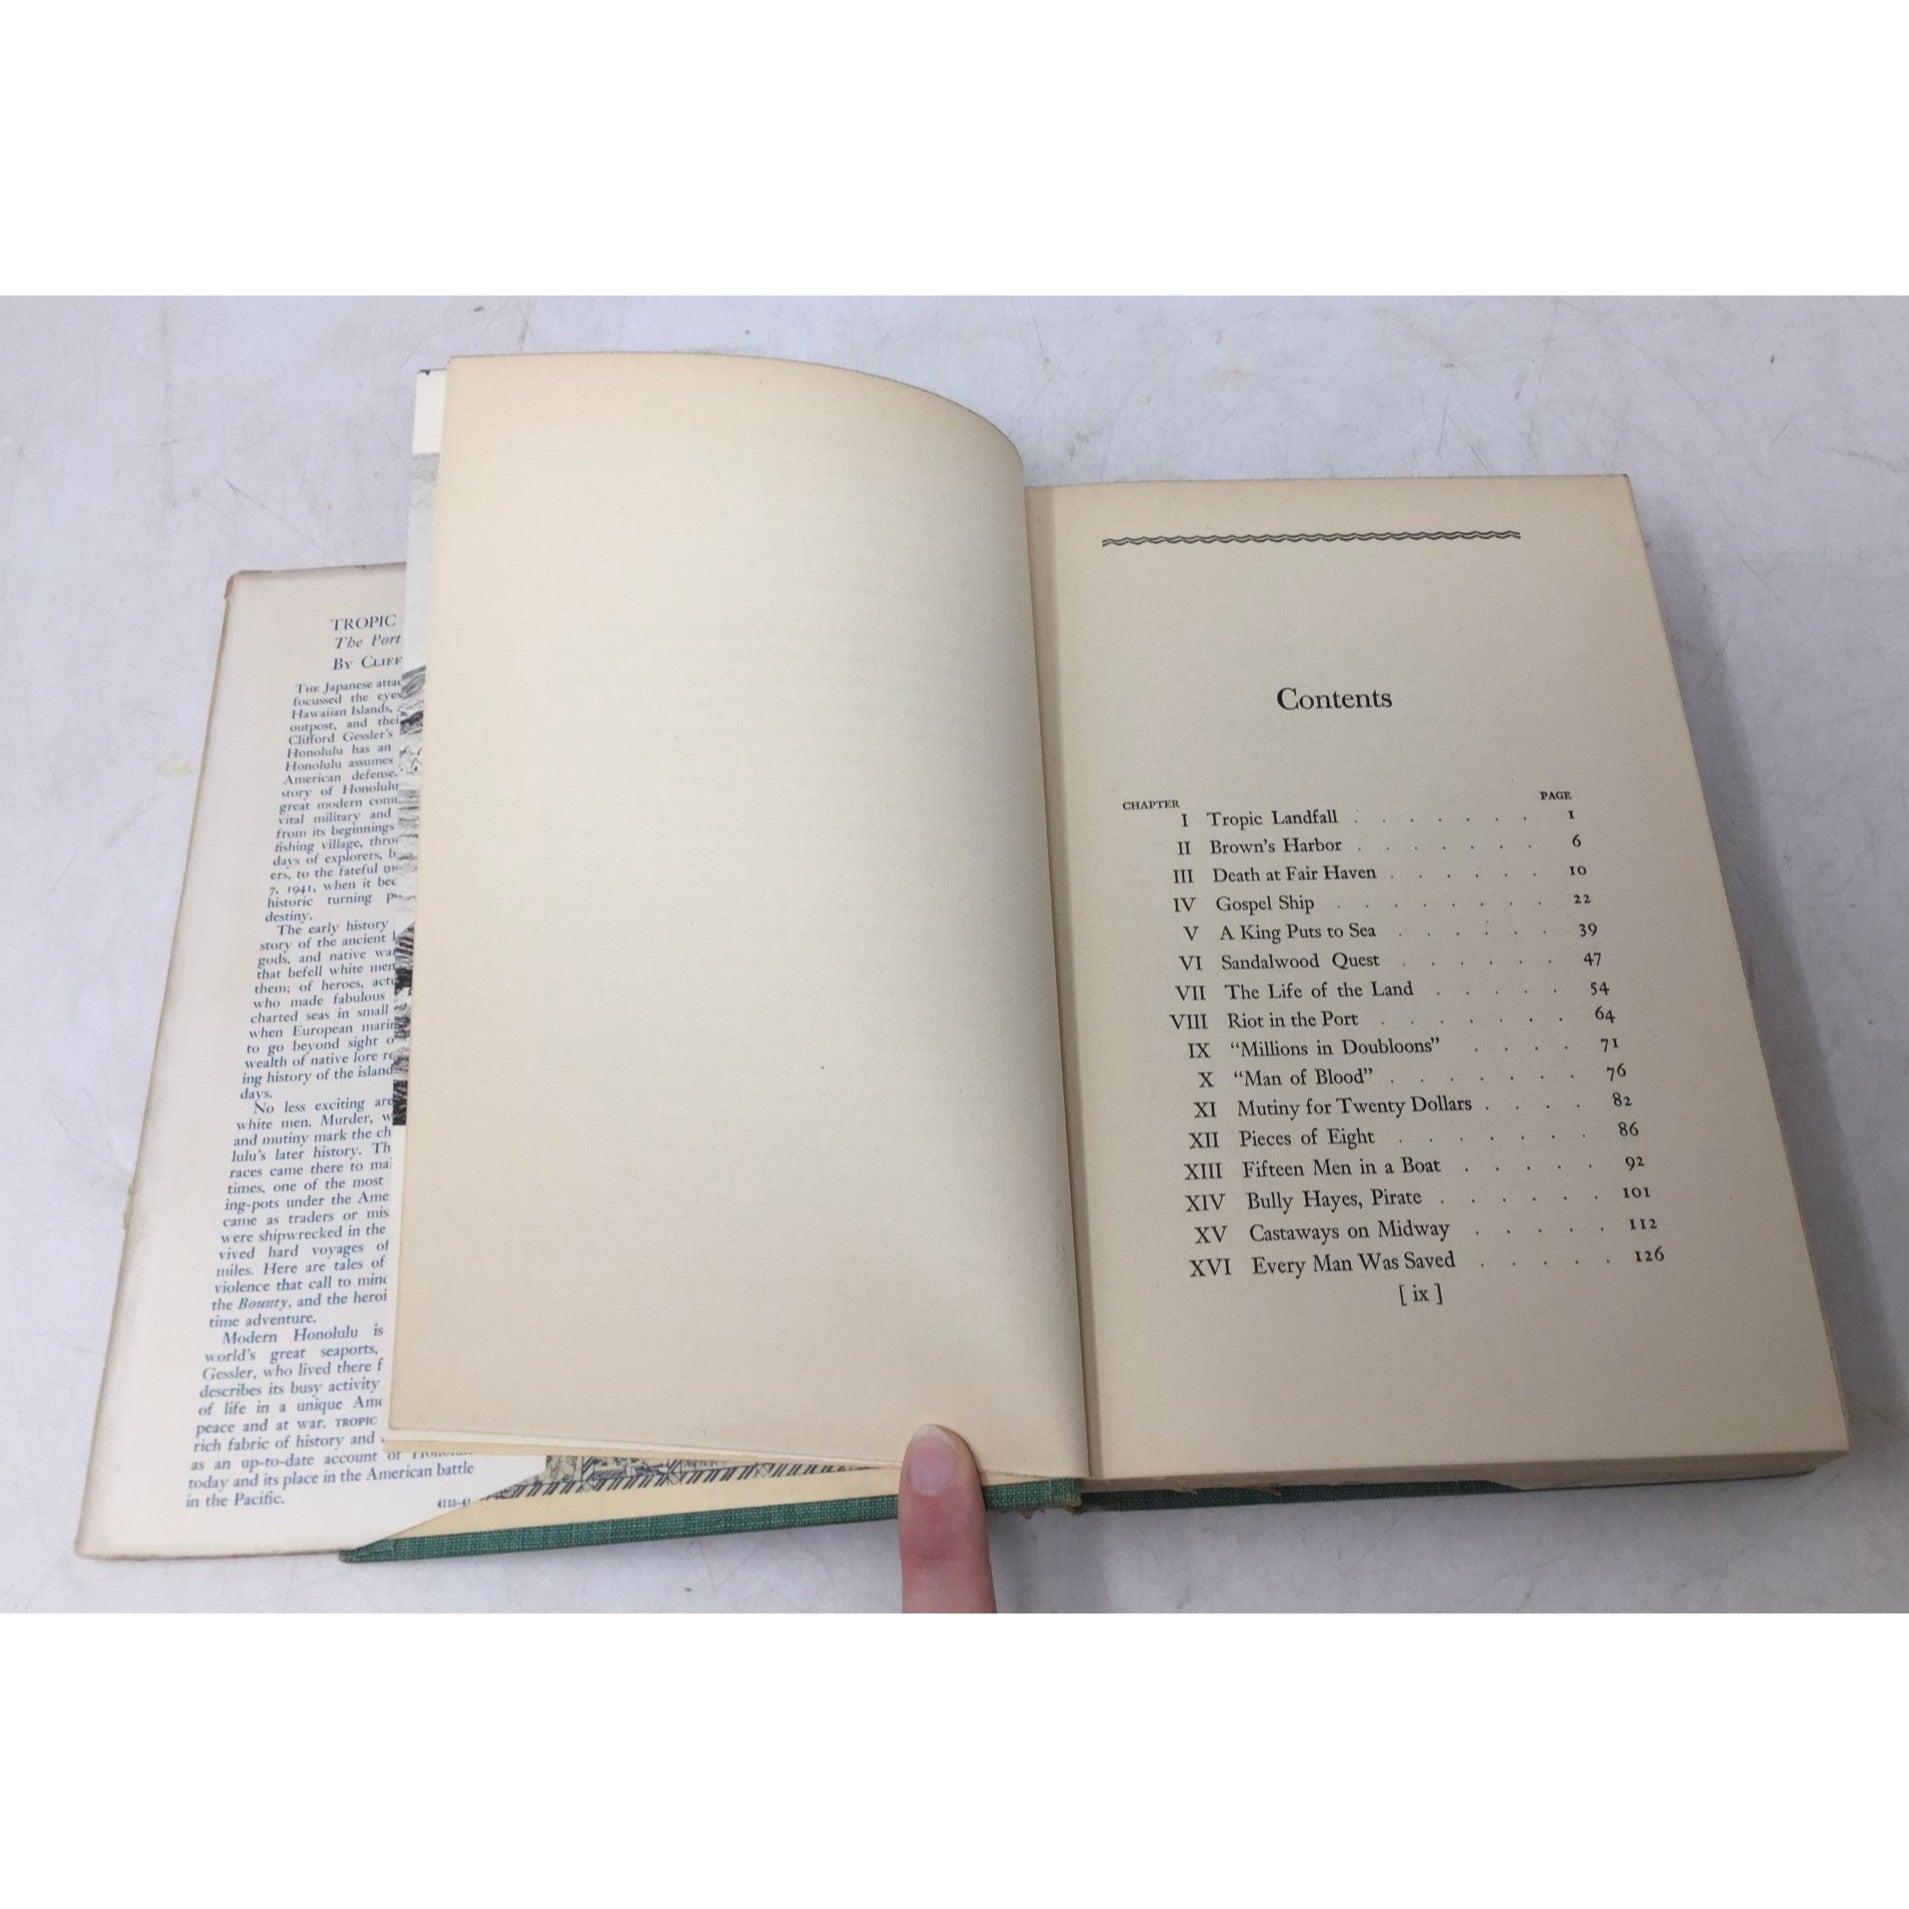 TROPIC
The Port
BY CLIFF
THE Japanese attac
focussed the eyes
Hawaiian Islands,
outpost, and thei
Clifford Gessler's
Honolulu has an
Honolulu assumes
American defense.
story of Honolulu
great modern com
vital military and
from its beginnings
fishing village, thro
days of explorers, b
ers, to the fateful m
7, 1941, when it bec
historic turning p
destiny.
The early history
story of the ancient
gods, and native wa
that befell white men
them; of heroes, actu
who made fabulous
charted seas in small
when European mari
to go beyond sight o
wealth of native lore re
ing history of the island
days.
No less exciting are
white men. Murder, w
and mutiny mark the ch
lulu's later history. Th
races came there to ma
times, one of the most
ing-pots under the Ame
came as traders or mis
were shipwrecked in the
vived hard voyages of
miles. Here are tales of
violence that call to mind
the Bounty, and the heroi
time adventure.
Modern Honolulu is
world's great seaports,
Gessler, who lived there f
describes its busy activity
of life in a unique Ame
peace and at war. TROPIC
rich fabric of history and
as an up-to-date account of Honolulu
today and its place in the American battle
in the Pacific.
4115-41
Contents
CHAPTER PAGE
I Tropic Landfall . . . . . . . 1
II Brown's Harbor . . . . . . . 6
III Death at Fair Haven . . . . . . 10
IV Gospel Ship . . . . . . . . 22
V A King Puts to Sea . . . . . . 39
VI Sandalwood Quest . . . . . . 47
VII The Life of the Land . . . . . 54
VIII Riot in the Port . . . . . . . 64
IX "Millions in Doubloons" . . . . 71
X "Man of Blood" . . . . . . . 76
XI Mutiny for Twenty Dollars . . . . 82
XII Pieces of Eight . . . . . . . 86
XIII Fifteen Men in a Boat . . . . . 92
XIV Bully Hayes, Pirate . . . . . . 101
XV Castaways on Midway . . . . . 112
XVI Every Man Was Saved . . . . . 126
[ ix ]